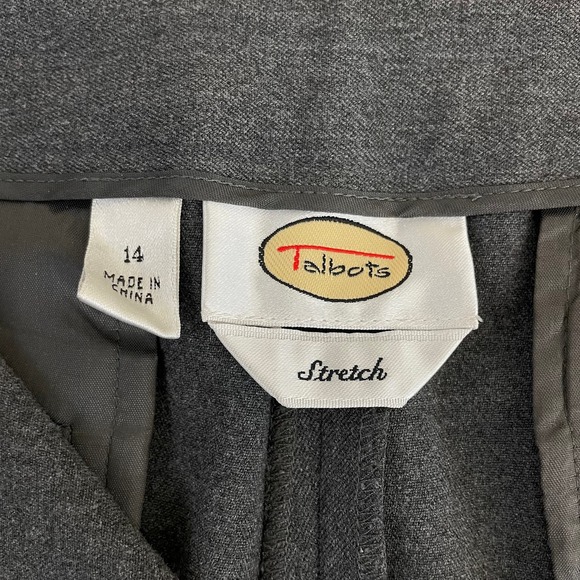 14
MADE IN
CHINA
Talbots
Stretch